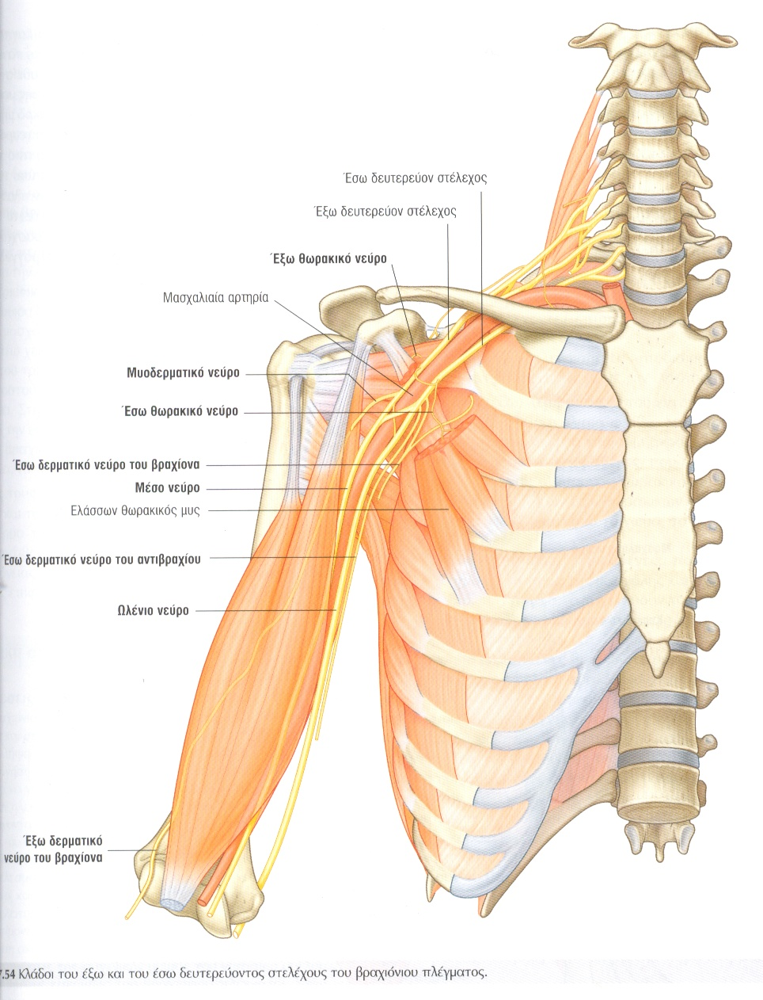 Έσω δευτερεύον στέλεχος
Έξω δευτερεύον στέλεχος
Έξω θωρακικό νεύρο
Μασχαλιαία αρτηρία
Μυοδερματικό νεύρο
Έσω θωρακικό νεύρο
Έσω δερματικό νεύρο του βραχίονα
Μέσο νεύρο
Ελάσσων θωρακικός μυς
Έσω δερματικό νεύρο του αντιβραχίου
Ωλένιο νεύρο
Έξω δερματικό
νεύρο του βραχίονα
7.54 Κλάδοι του έξω και του έσω δευτερεύοντος στελέχους του βραχιόνιου πλέγματος.